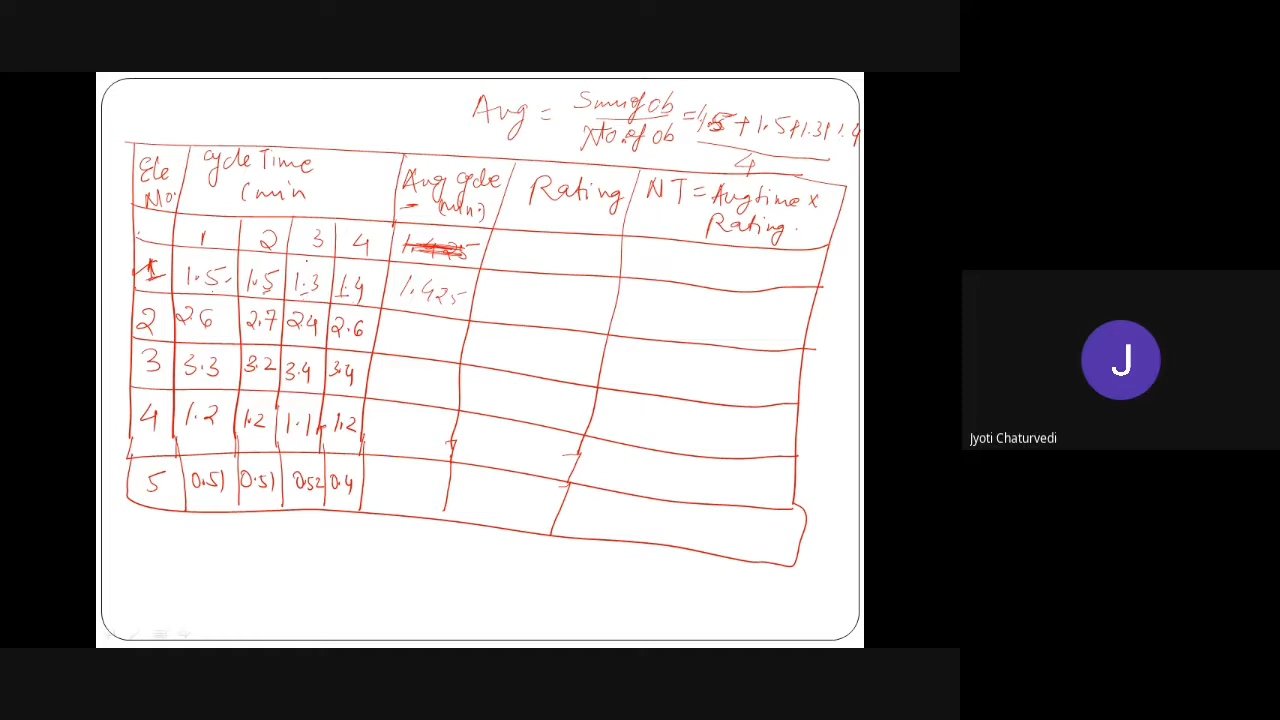 Avg = Sum of Ob / No. of Ob = 1.5 + 1.5 + 1.3 + 1.4 / 4
Ele No. Cycle Time (min Avg cycle (min.) Rating NT = Avg time x Rating.
1 2 3 4 1.425
1 1.5 1.5 1.3 1.4 1.425
2 2.6 2.7 2.4 2.6
3 3.3 3.2 3.4 3.4
4 1.2 1.2 1.1 1.2
5 0.51 0.51 0.52 0.4
J
Jyoti Chaturvedi